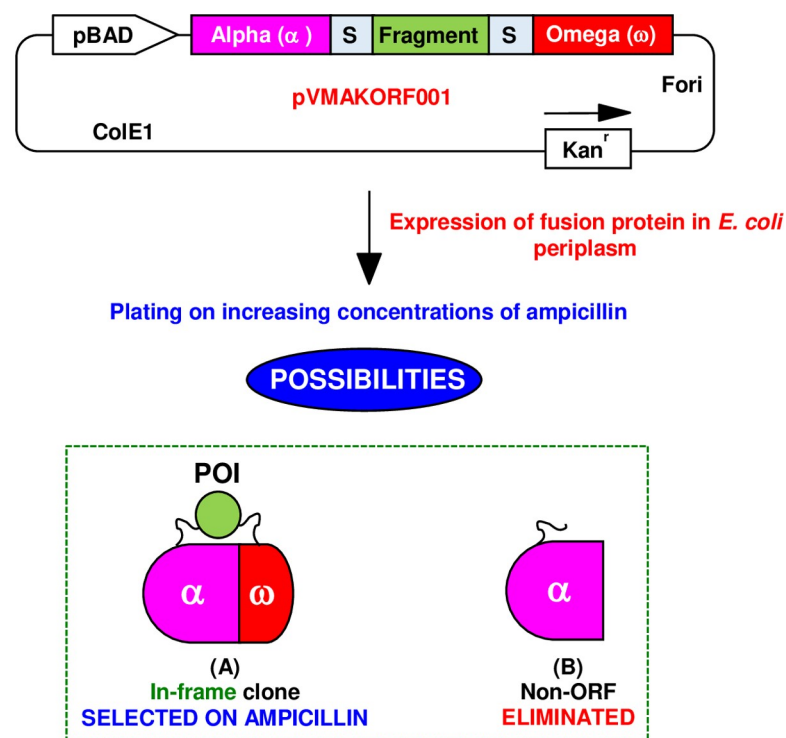 pBAD Alpha (α ) S Fragment S Omega (ω)
pVMAKORF001
Fori
ColE1
Kanʳ
Expression of fusion protein in E. coli
periplasm
Plating on increasing concentrations of ampicillin
POSSIBILITIES
POI
α ω
α
(A)
In-frame clone
SELECTED ON AMPICILLIN
(B)
Non-ORF
ELIMINATED